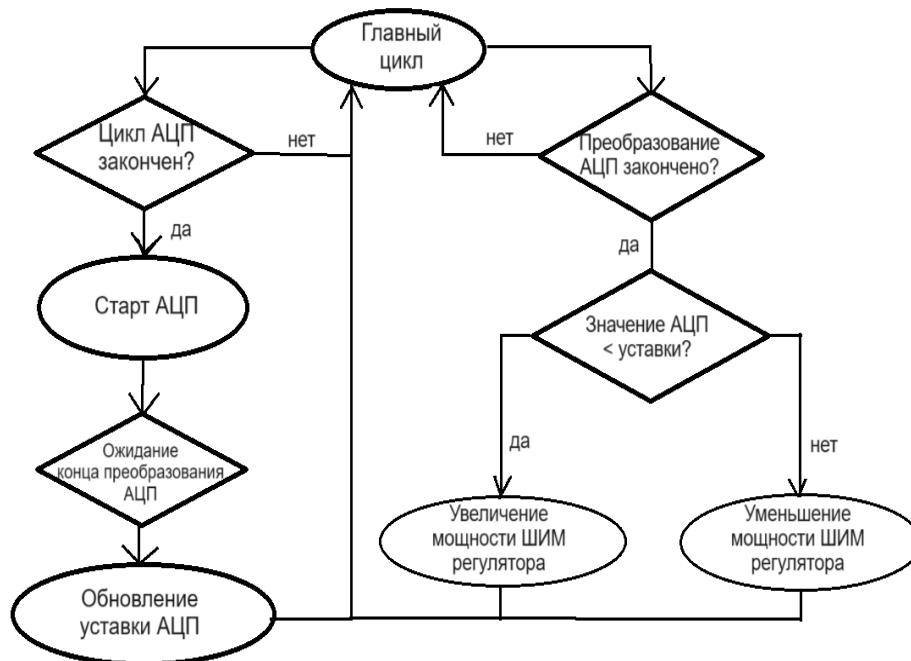 Главный
цикл
Цикл АЦП
закончен?
нет
да
Старт АЦП
Ожидание
конца преобразования
АЦП
Обновление
уставки АЦП
Преобразование
АЦП закончено?
нет
да
Значение АЦП
< уставки?
да
нет
Увеличение
мощности ШИМ
регулятора
Уменьшение
мощности ШИМ
регулятора